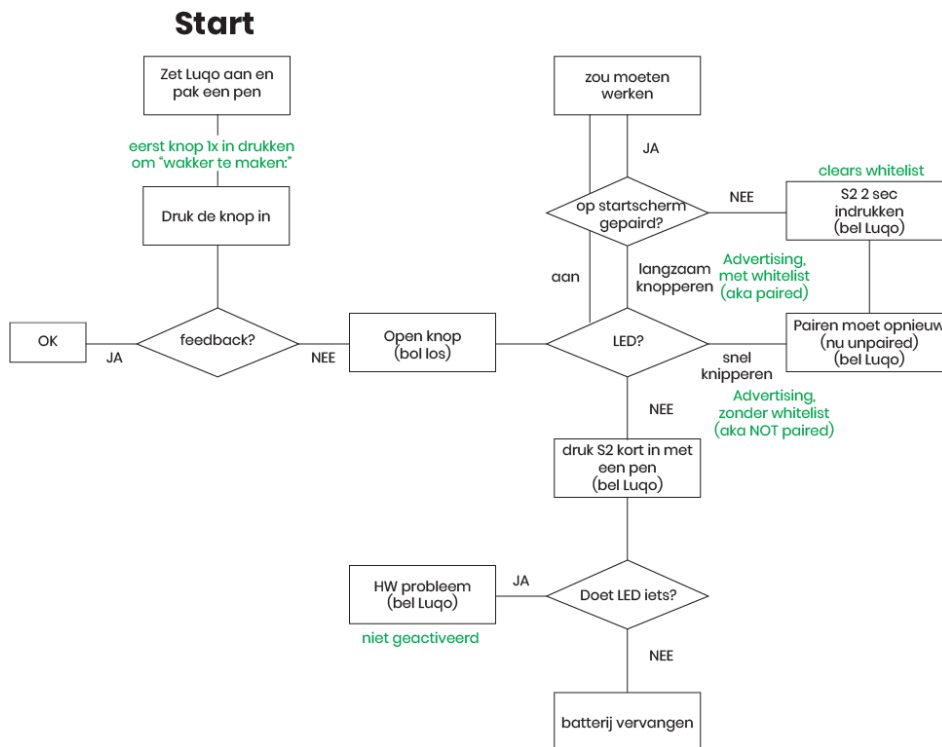 Start
Zet Luqo aan en
pak een pen
eerst knop 1x in drukken
om “wakker te maken:”
Druk de knop in
feedback?
JA
OK
NEE
Open knop
(bol los)
LED?
aan
langzaam
knopperen
Advertising,
met whitelist
(aka paired)
op startscherm
gepaird?
JA
zou moeten
werken
NEE
clears whitelist
S2 2 sec
indrukken
(bel Luqo)
snel
knipperen
Advertising,
zonder whitelist
(aka NOT paired)
Pairen moet opnieuw
(nu unpaired)
(bel Luqo)
NEE
druk S2 kort in met
een pen
(bel Luqo)
Doet LED iets?
JA
HW probleem
(bel Luqo)
niet geactiveerd
NEE
batterij vervangen